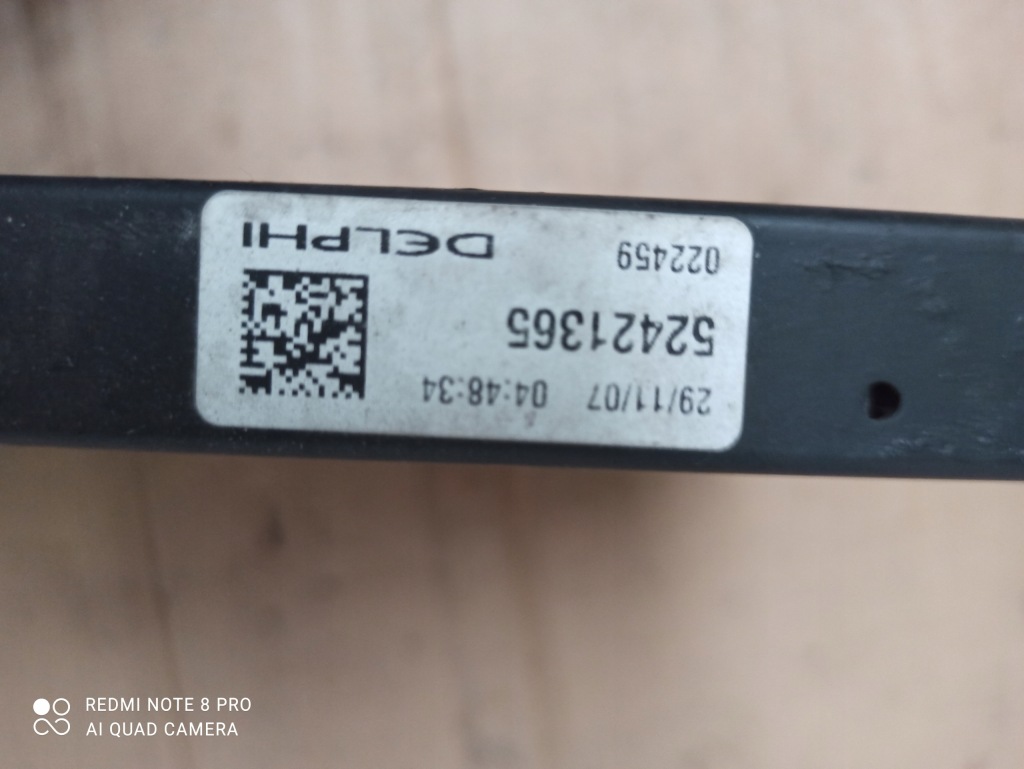 29/11/07 04:48:34
52421365
022459 DELPHI
REDMI NOTE 8 PRO
AI QUAD CAMERA